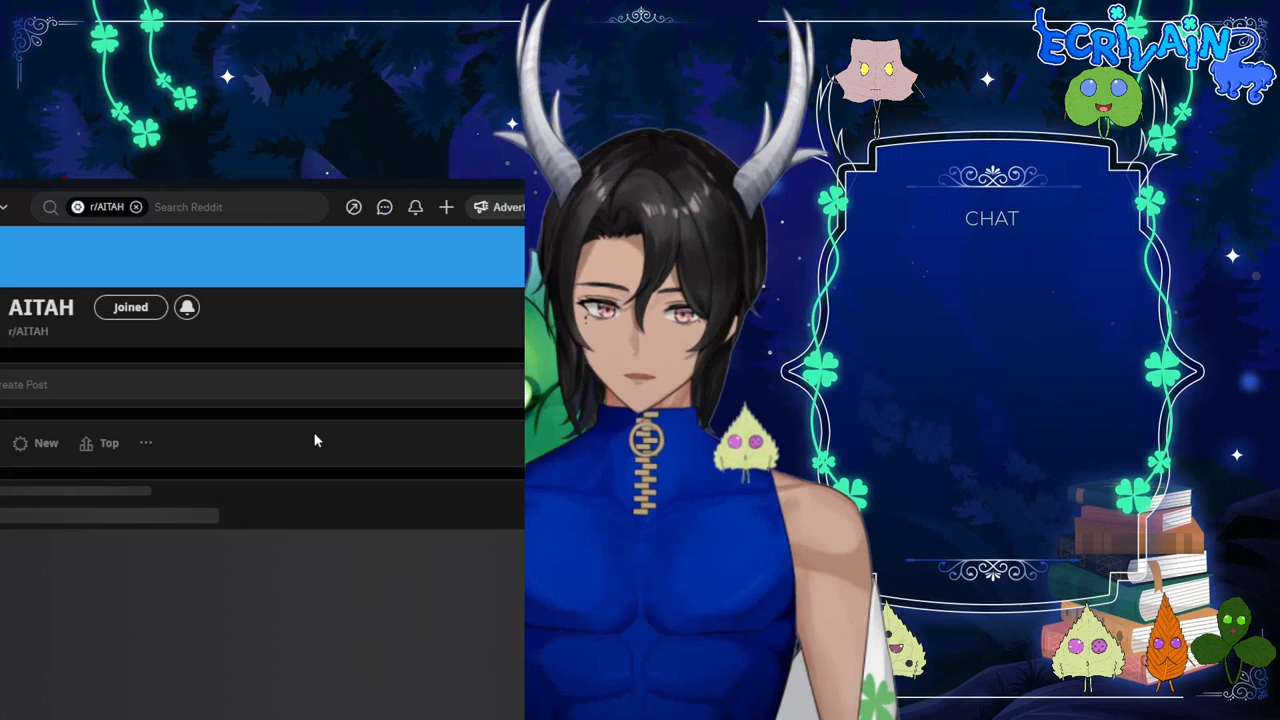 ECRIVAIN
r/AITAH
Search Reddit
Advert
AITAH
Joined
r/AITAH
reate Post
New
Top
CHAT